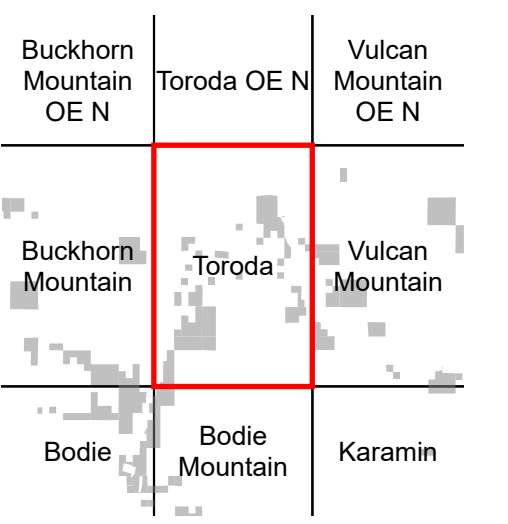 Buckhorn
Mountain
OE N
Toroda OE N
Vulcan
Mountain
OE N
Buckhorn
Mountain
Toroda
Vulcan
Mountain
Bodie
Bodie
Mountain
Karamin